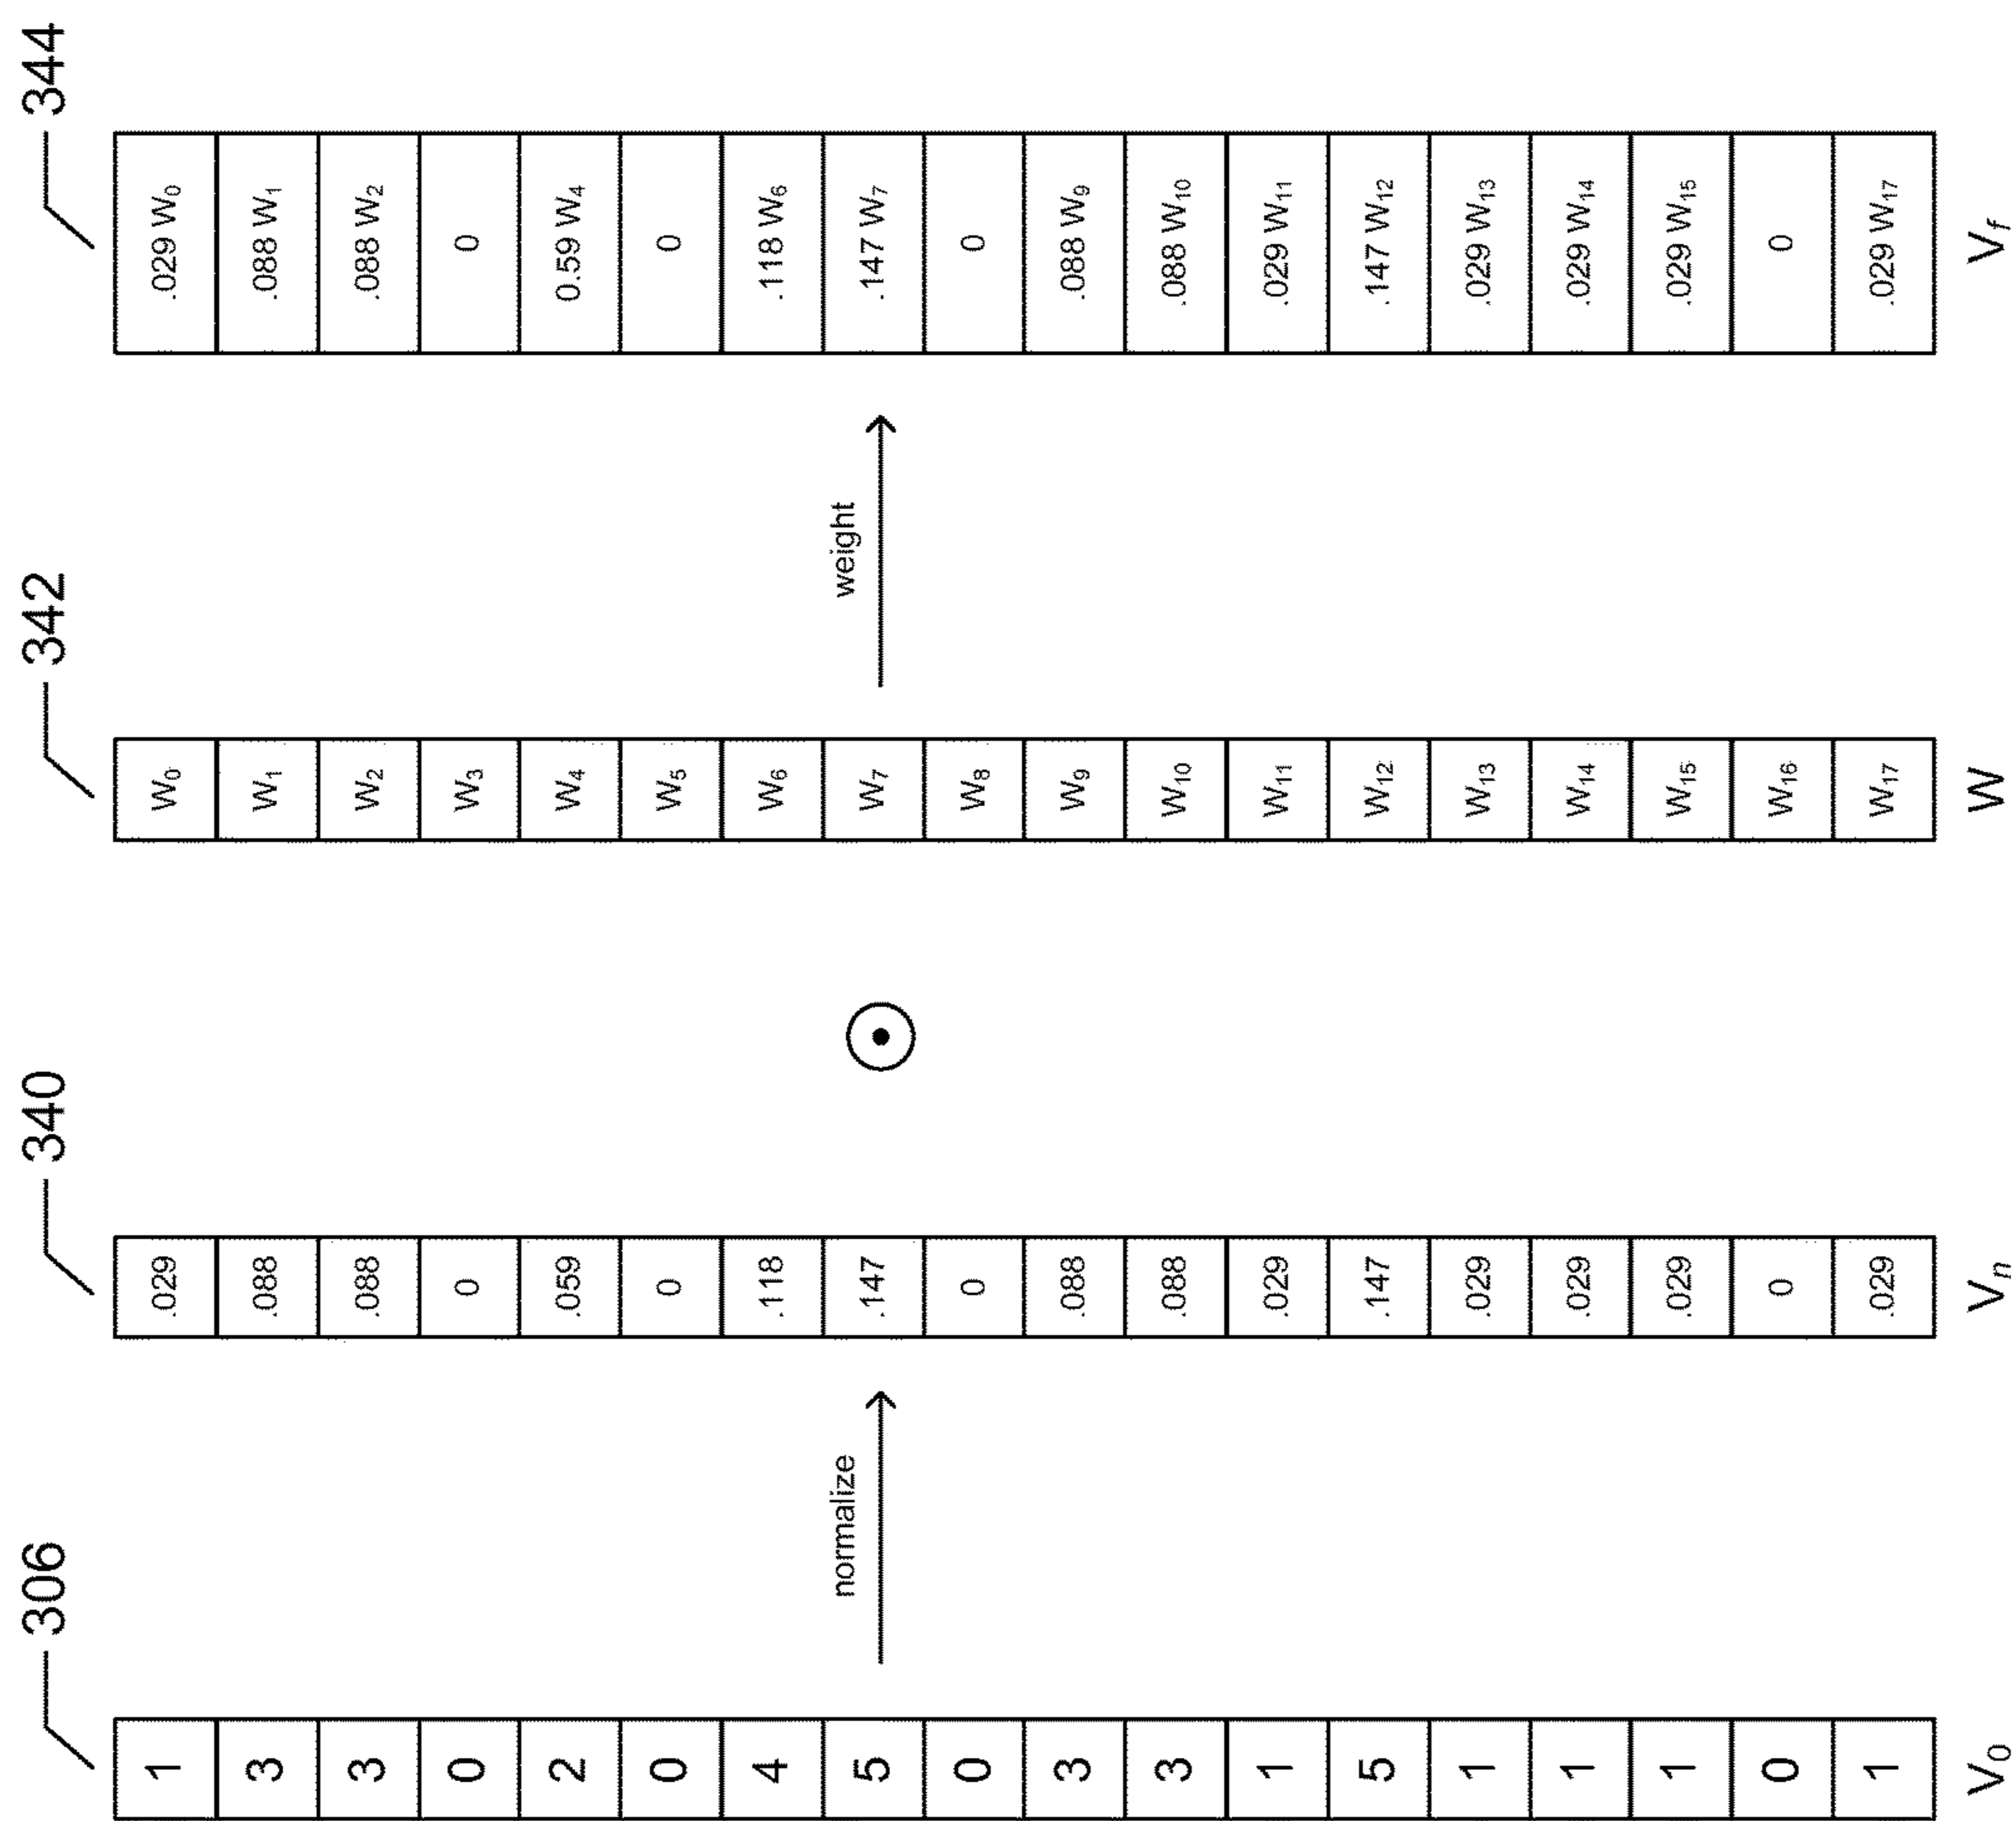 306 340 342 344
1 .029 W₀ .029 W₀
3 .088 W₁ .088 W₁
3 .088 W₂ .088 W₂
0 0 W₃ 0
2 .059 W₄ 0.59 W₄
0 0 W₅ 0
4 .118 W₆ .118 W₆
normalize weight
5 .147 W₇ .147 W₇
0 0 W₈ 0
3 .088 W₉ .088 W₉
3 .088 W₁₀ .088 W₁₀
1 .029 W₁₁ .029 W₁₁
5 .147 W₁₂ .147 W₁₂
1 .029 W₁₃ .029 W₁₃
1 .029 W₁₄ .029 W₁₄
1 .029 W₁₅ .029 W₁₅
0 0 W₁₆ 0
1 .029 W₁₇ .029 W₁₇
V₀ Vₙ W V_f